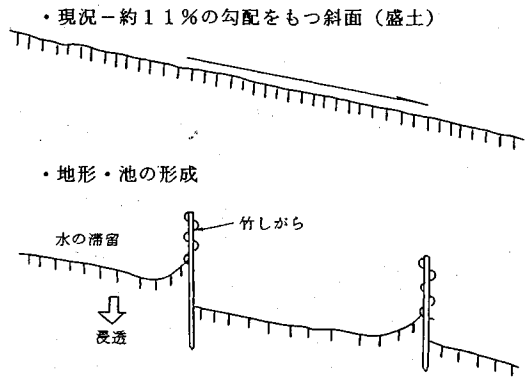 ・現況－約１１％の勾配をもつ斜面（盛土）
・地形・池の形成
竹しがら
水の滞留
浸透